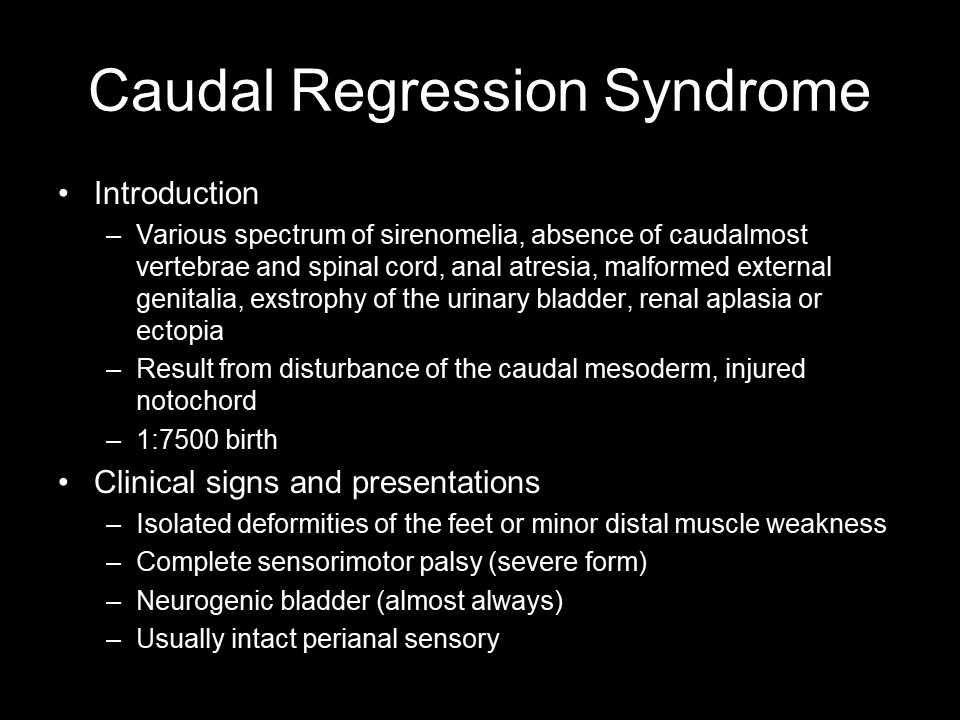 Caudal Regression Syndrome
• Introduction
– Various spectrum of sirenomelia, absence of caudalmost
vertebrae and spinal cord, anal atresia, malformed external
genitalia, exstrophy of the urinary bladder, renal aplasia or
ectopia
– Result from disturbance of the caudal mesoderm, injured
notochord
– 1:7500 birth
• Clinical signs and presentations
– Isolated deformities of the feet or minor distal muscle weakness
– Complete sensorimotor palsy (severe form)
– Neurogenic bladder (almost always)
– Usually intact perianal sensory